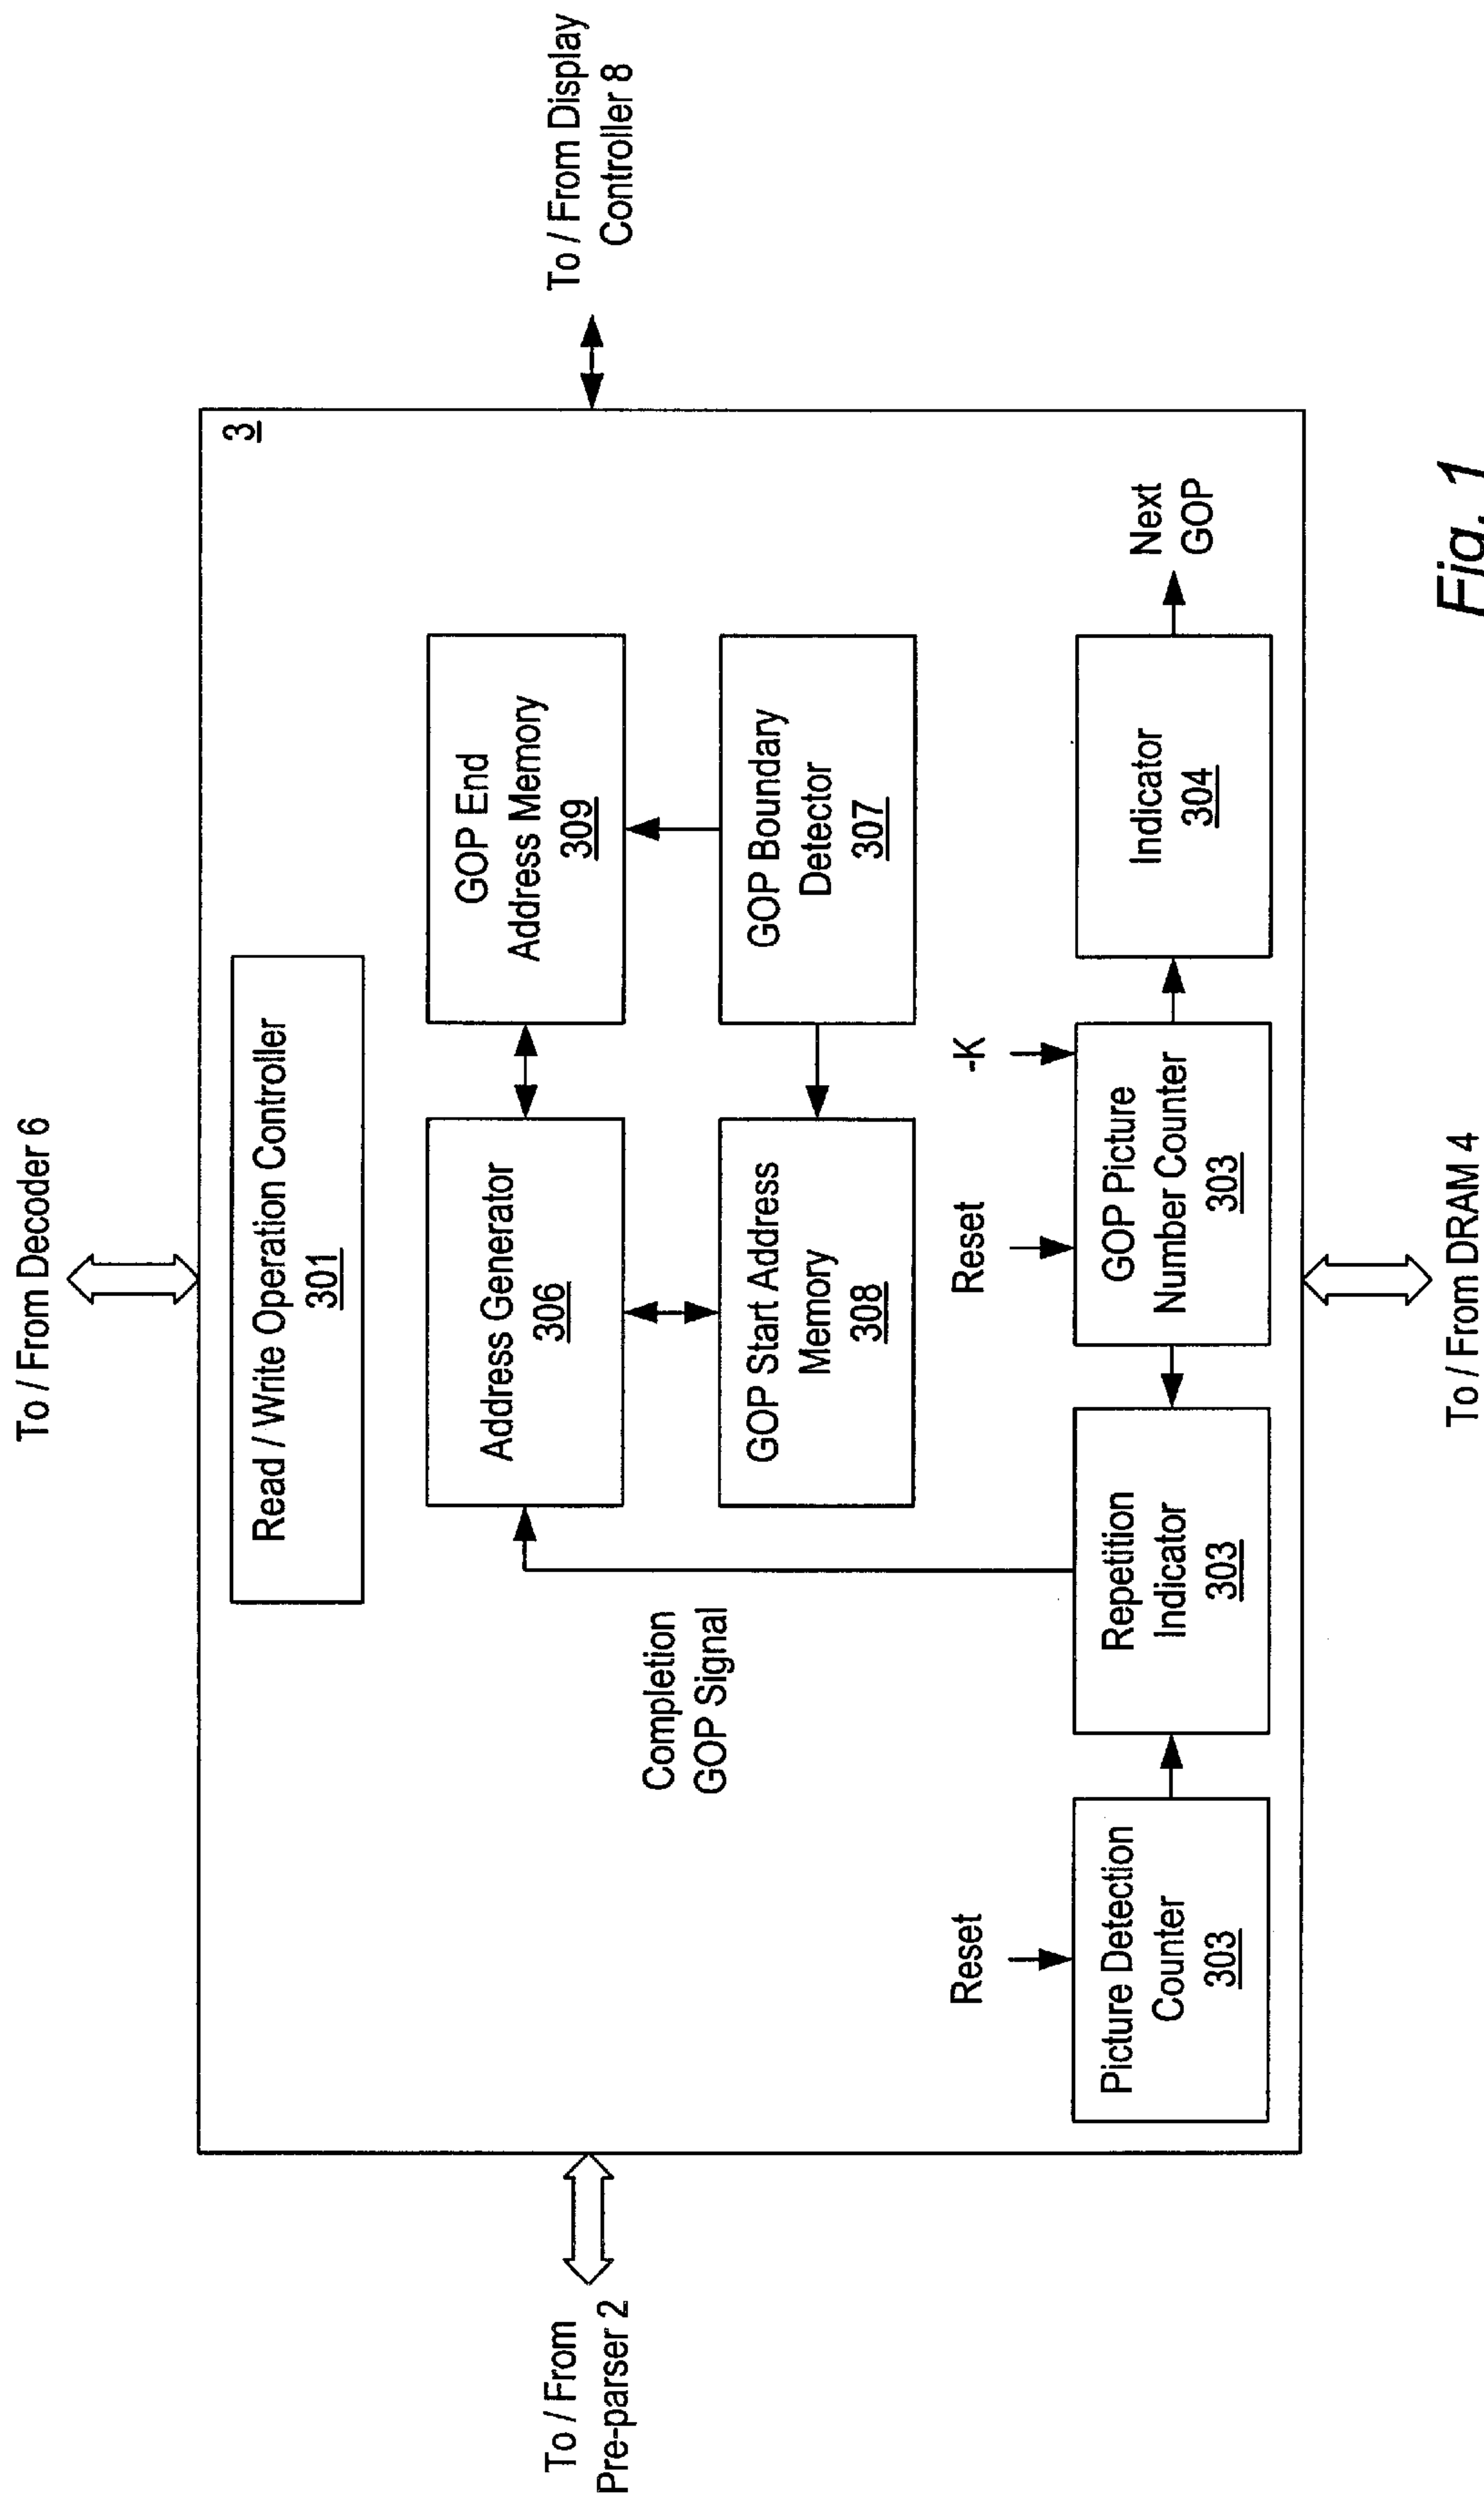 To / From Decoder 6
3
Read / Write Operation Controller
301
To / From
Pre-parser 2
To / From Display
Controller 8
Address Generator
306
GOP End
Address Memory
309
Completion
GOP Signal
GOP Start Address
Memory
308
GOP Boundary
Detector
307
Reset
Reset
-K
Picture Detection
Counter
303
Repetition
Indicator
303
GOP Picture
Number Counter
303
Indicator
304
Next
GOP
To / From DRAM 4
Fig. 1